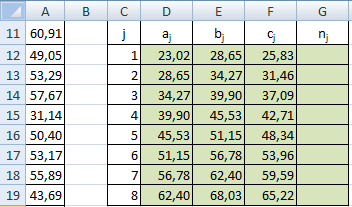 A B C D E F G
11 60,91 j aj bj cj nj
12 49,05 1 23,02 28,65 25,83
13 53,29 2 28,65 34,27 31,46
14 57,67 3 34,27 39,90 37,09
15 31,14 4 39,90 45,53 42,71
16 50,40 5 45,53 51,15 48,34
17 53,17 6 51,15 56,78 53,96
18 55,89 7 56,78 62,40 59,59
19 43,69 8 62,40 68,03 65,22